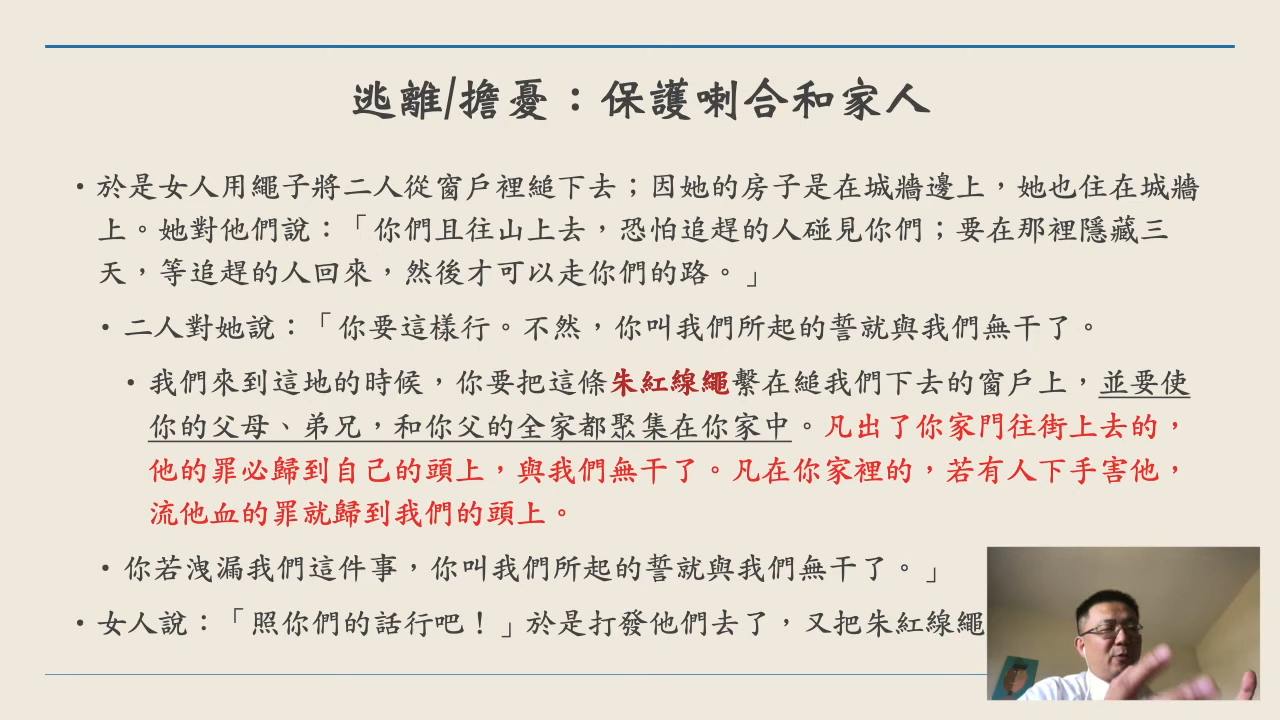 逃離/擔憂：保護喇合和家人
• 於是女人用繩子將二人從窗戶裡縋下去；因她的房子是在城牆邊上，她也住在城牆
上。她對他們說：「你們且往山上去，恐怕追趕的人碰見你們；要在那裡隱藏三
天，等追趕的人回來，然後才可以走你們的路。」
• 二人對她說：「你要這樣行。不然，你叫我們所起的誓就與我們無干了。
• 我們來到這地的時候，你要把這條朱紅線繩繫在縋我們下去的窗戶上，並要使
你的父母、弟兄，和你父的全家都聚集在你家中。凡出了你家門往街上去的，
他的罪必歸到自己的頭上，與我們無干了。凡在你家裡的，若有人下手害他，
流他血的罪就歸到我們的頭上。
• 你若洩漏我們這件事，你叫我們所起的誓就與我們無干了。」
• 女人說：「照你們的話行吧！」於是打發他們去了，又把朱紅線繩